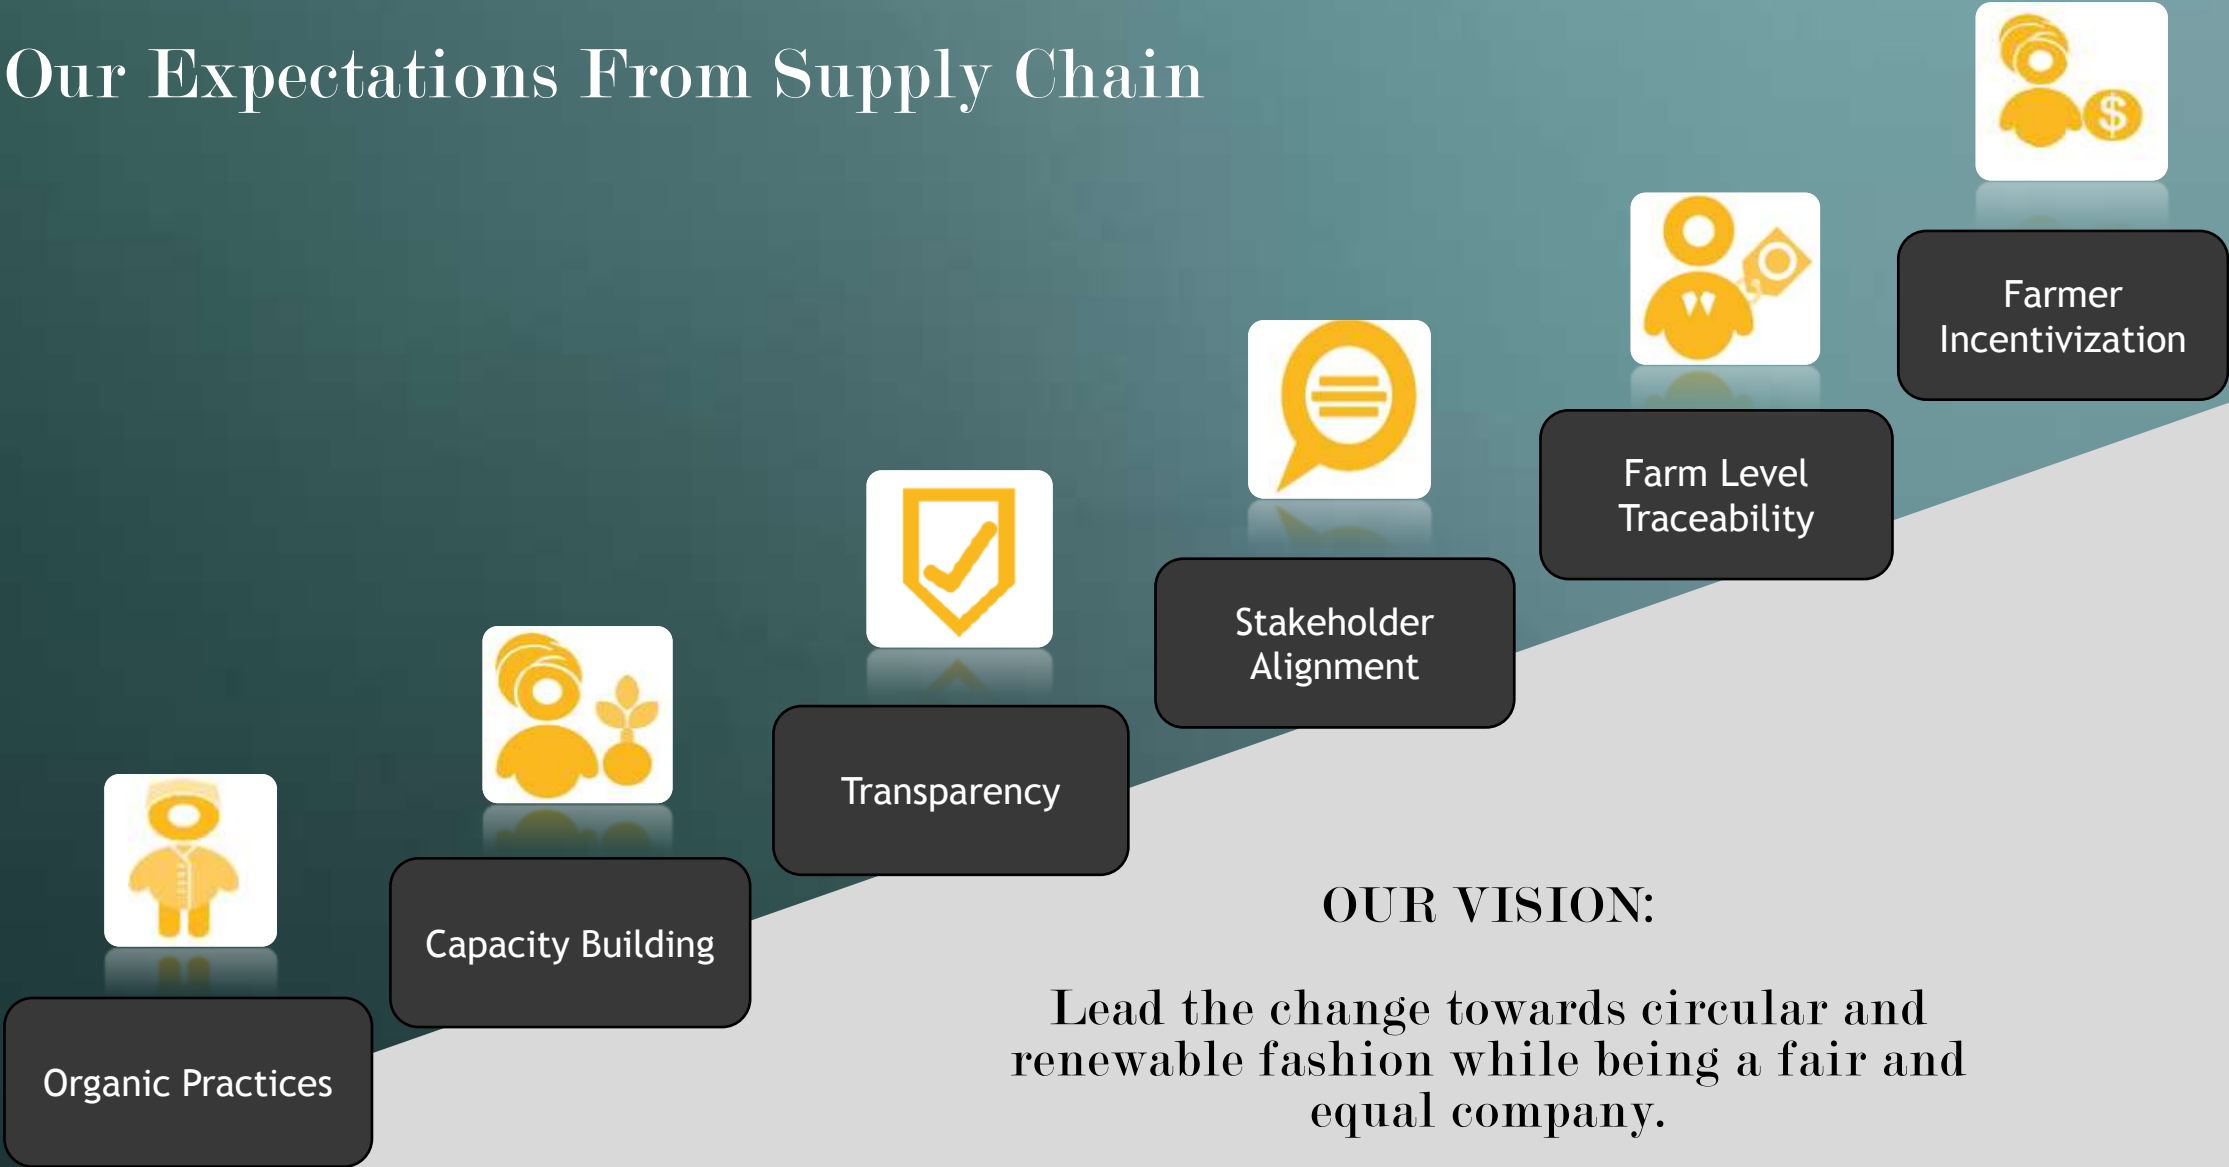 Our Expectations From Supply Chain
$
Farmer
Incentivization
Farm Level
Traceability
Stakeholder
Alignment
Transparency
Capacity Building
Organic Practices
OUR VISION:
Lead the change towards circular and
renewable fashion while being a fair and
equal company.